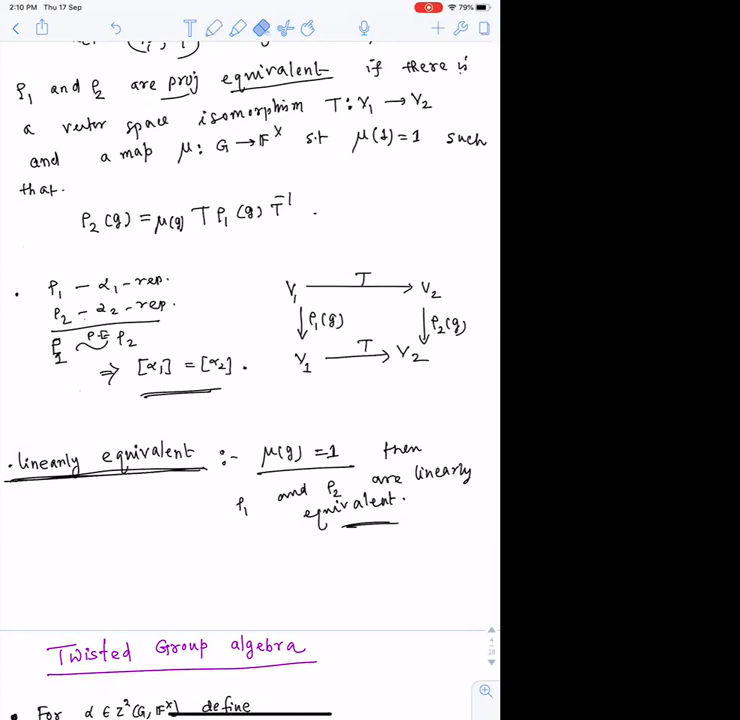 2:10 PM Thu 17 Sep
79%
ρ₁ and ρ₂ are proj equivalent if there is
a vector space isomorphism T: V₁ → V₂
and a map μ: G → F^× s.t μ(1)=1 such
that.
ρ₂(g) = μ(g) T ρ₁(g) T⁻¹.
• ρ₁ - α₁-rep.
ρ₂ - α₂-rep.
ρ₁ P.E ρ₂
⇒ [α₁] = [α₂].
V₁ T V₂
ρ₁(g) ρ₂(g)
V₁ T V₂
• linearly equivalent :- μ(g) = 1 then
ρ₁ and ρ₂ are linearly
equivalent.
Twisted Group algebra
• For α ∈ Z²(G, F^×) define